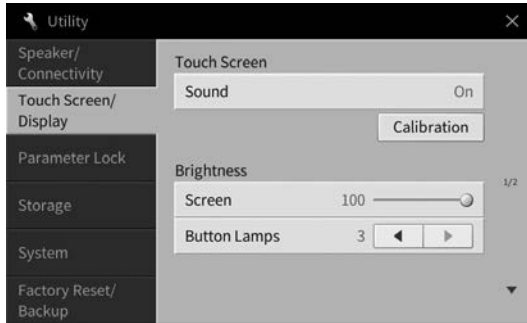 Utility
Speaker/
Connectivity
Touch Screen/
Display
Parameter Lock
Storage
System
Factory Reset/
Backup
Touch Screen
Sound On
Calibration
Brightness
Screen 100
Button Lamps 3
1/2